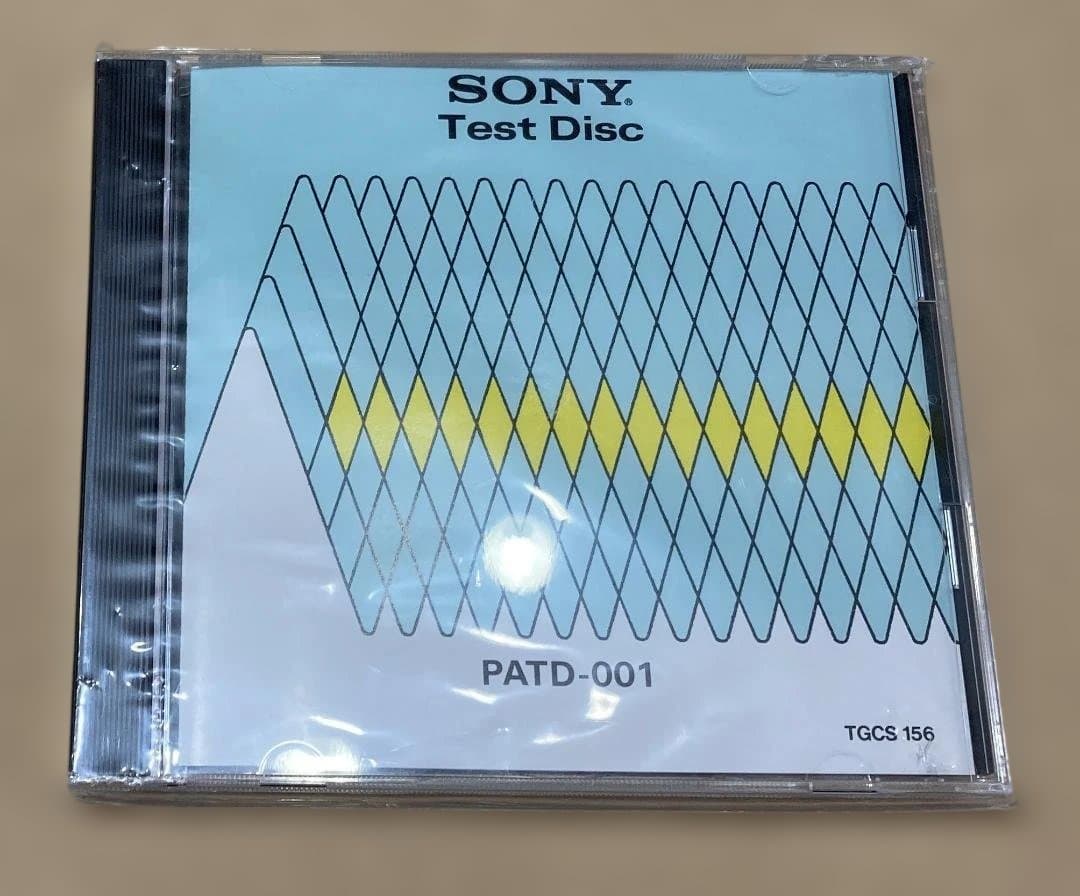 SONY®
Test Disc
PATD-001
TGCS 156